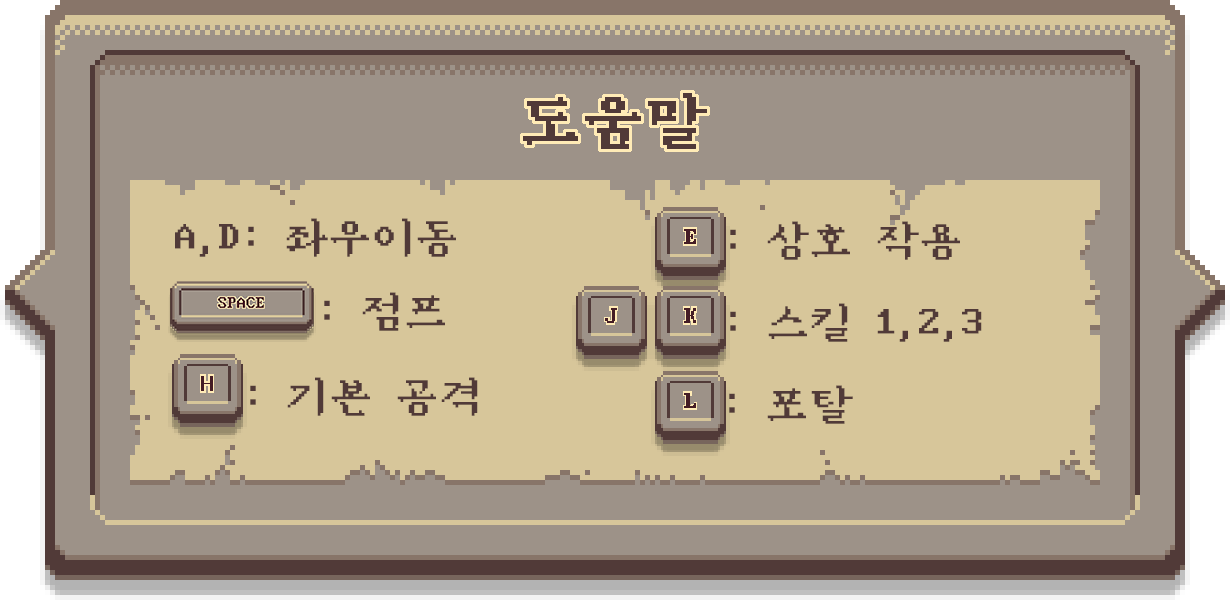 도움말
A,D: 좌우이동
SPACE : 점프
H : 기본 공격
E : 상호 작용
J K : 스킬 1,2,3
L : 포탈